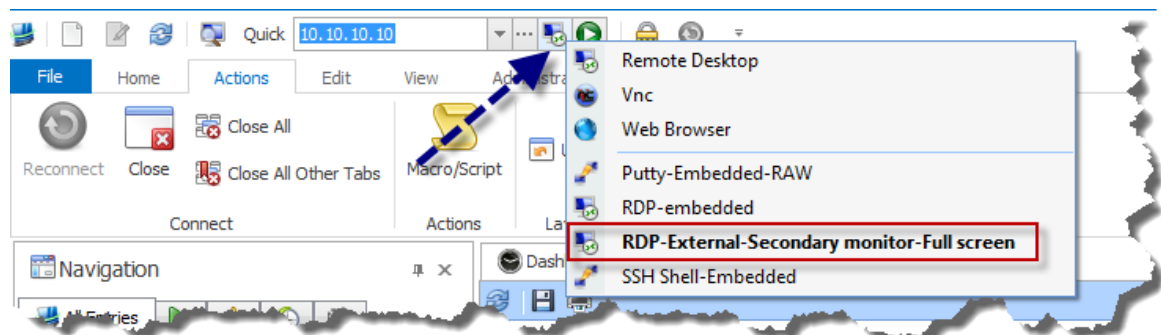 Quick 10.10.10.10
File Home Actions Edit View
Remote Desktop
Vnc
Web Browser
Putty-Embedded-RAW
RDP-embedded
RDP-External-Secondary monitor-Full screen
SSH Shell-Embedded
Close All
Reconnect Close Close All Other Tabs Macro/Script
Connect Actions
Navigation
All Entries